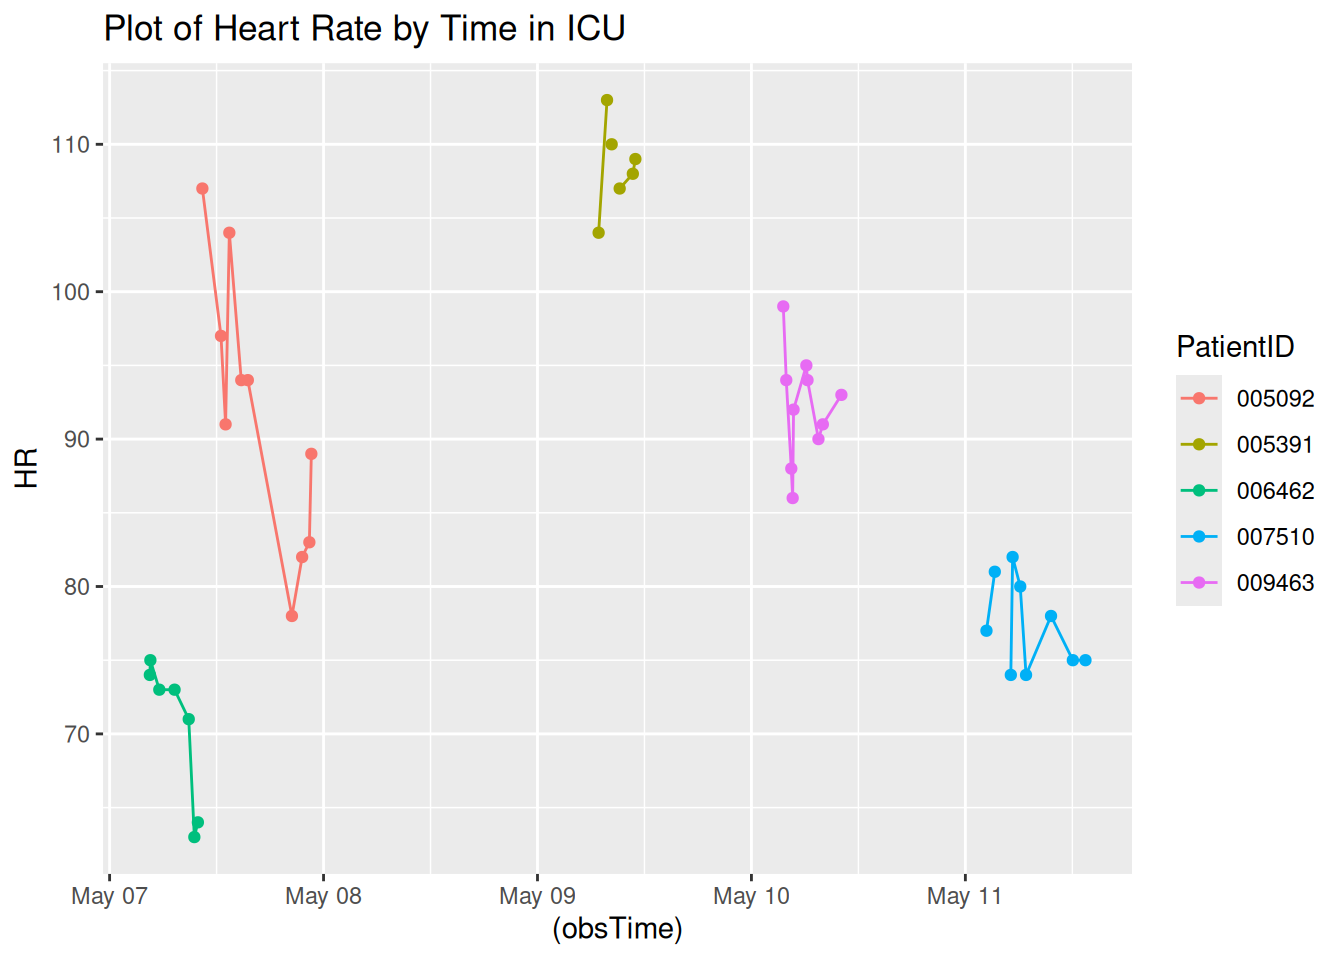 Plot of Heart Rate by Time in ICU
110
100
90
80
70
HR
May 07 May 08 May 09 May 10 May 11
(obsTime)
PatientID
005092
005391
006462
007510
009463